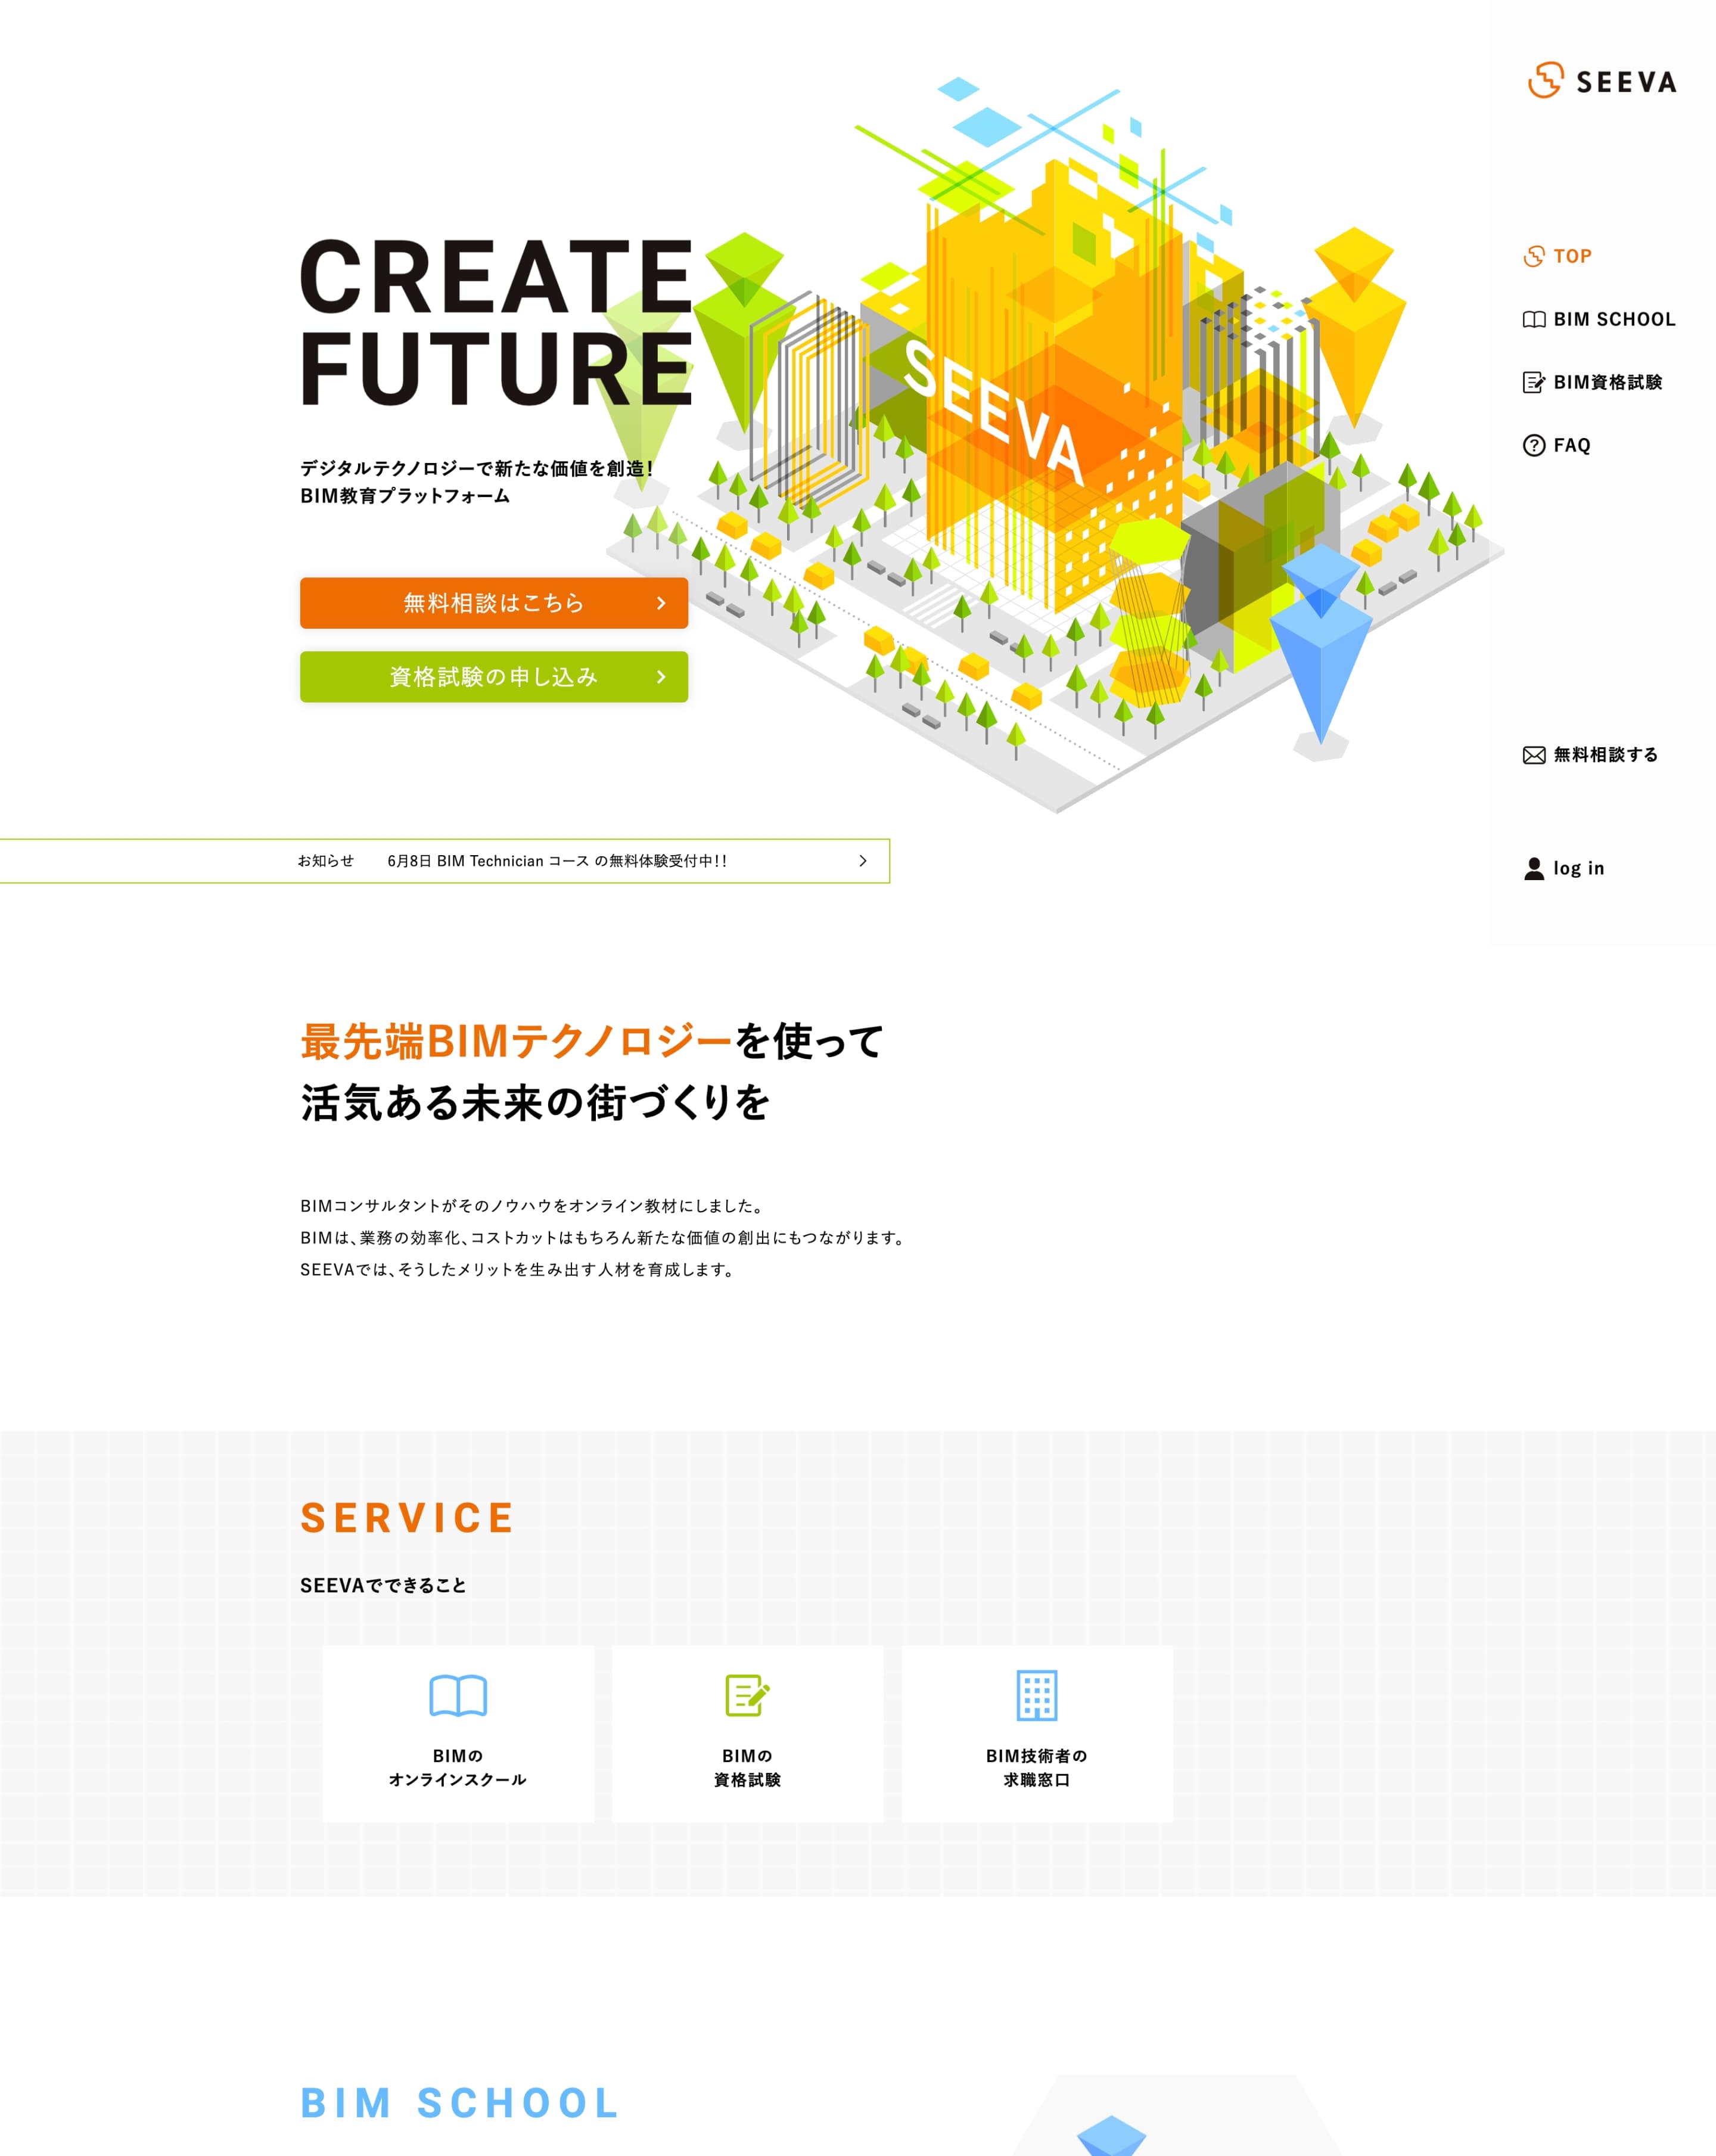 SEEVA
TOP
BIM SCHOOL
BIM資格試験
FAQ
無料相談する
log in
CREATE
FUTURE
デジタルテクノロジーで新たな価値を創造!
BIM教育プラットフォーム
無料相談はこちら
資格試験の申し込み
SEEVA
お知らせ 6月8日 BIM Technician コース の無料体験受付中!!
最先端BIMテクノロジーを使って
活気ある未来の街づくりを
BIMコンサルタントがそのノウハウをオンライン教材にしました。
BIMは、業務の効率化、コストカットはもちろん新たな価値の創出にもつながります。
SEEVAでは、そうしたメリットを生み出す人材を育成します。
SERVICE
SEEVAでできること
BIMの
オンラインスクール
BIMの
資格試験
BIM技術者の
求職窓口
BIM SCHOOL